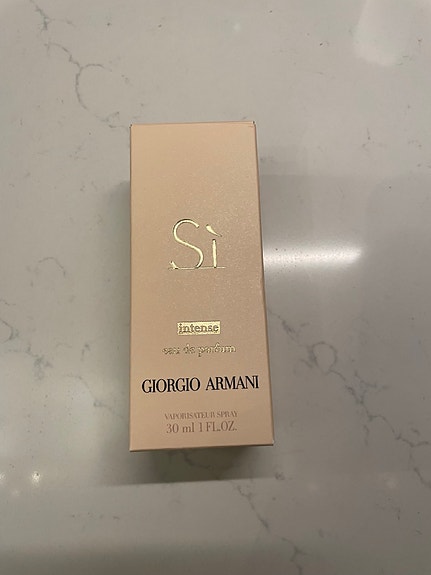 Sì
intense
eau de parfum
GIORGIO ARMANI
VAPORISATEUR SPRAY
30 ml 1 FL.OZ.